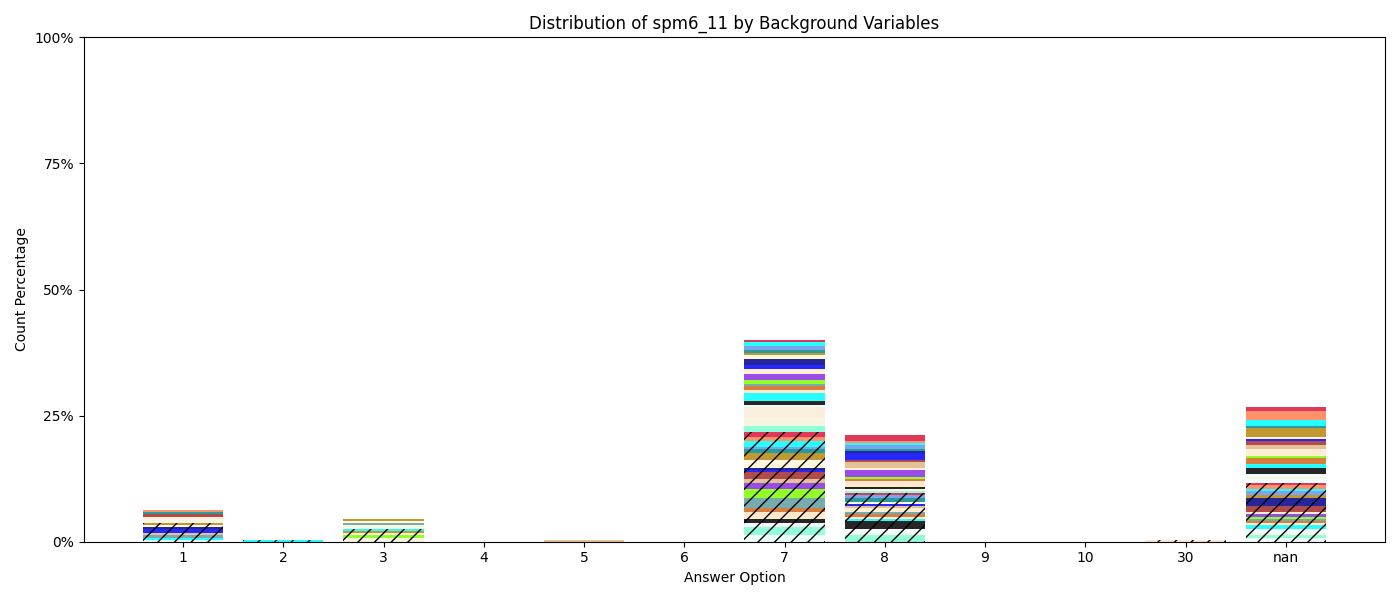 Distribution of spm6_11 by Background Variables
100%
75%
50%
25%
0%
Count Percentage
1 2 3 4 5 6 7 8 9 10 30 nan
Answer Option